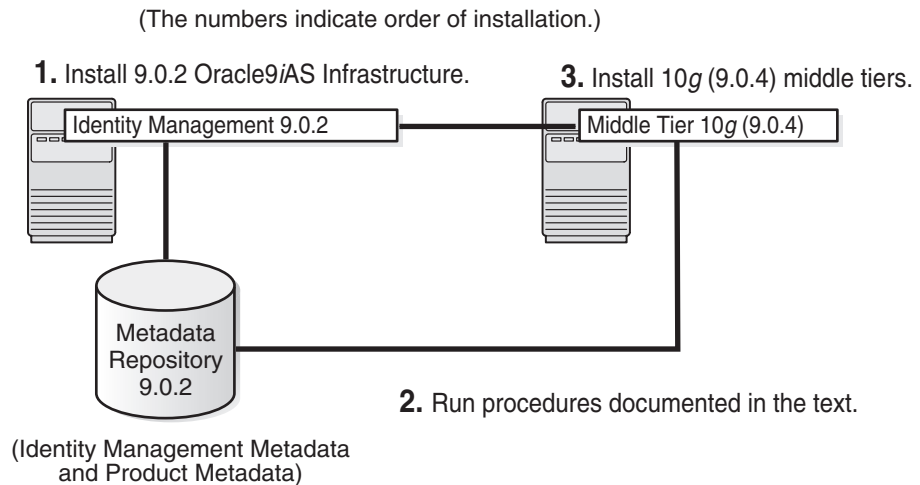 (The numbers indicate order of installation.)
1. Install 9.0.2 Oracle9iAS Infrastructure.
3. Install 10g (9.0.4) middle tiers.
Identity Management 9.0.2
Middle Tier 10g (9.0.4)
Metadata
Repository
9.0.2
2. Run procedures documented in the text.
(Identity Management Metadata
and Product Metadata)